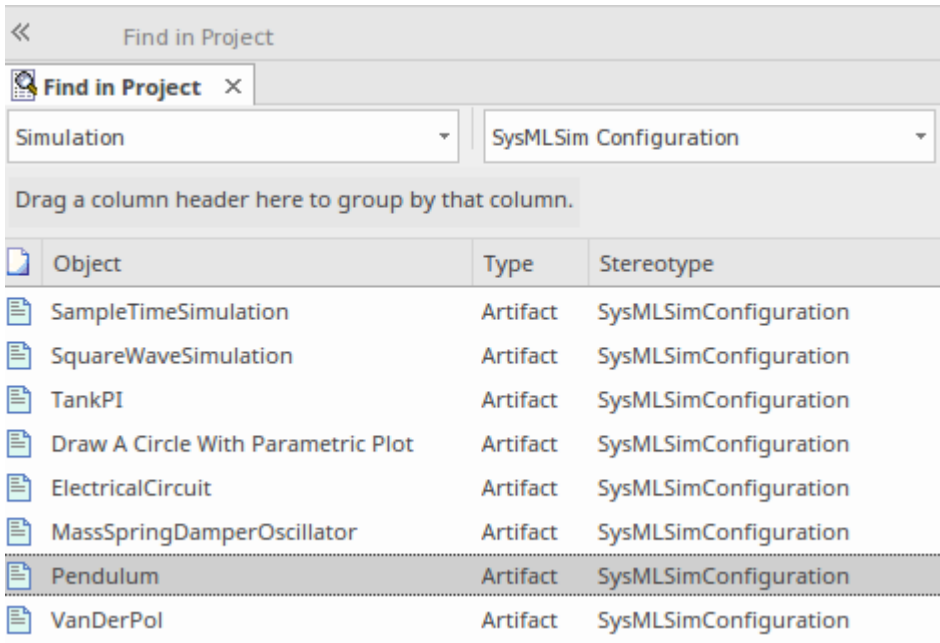 Find in Project
Find in Project
Simulation SysMLSim Configuration
Drag a column header here to group by that column.
Object Type Stereotype
SampleTimeSimulation Artifact SysMLSimConfiguration
SquareWaveSimulation Artifact SysMLSimConfiguration
TankPI Artifact SysMLSimConfiguration
Draw A Circle With Parametric Plot Artifact SysMLSimConfiguration
ElectricalCircuit Artifact SysMLSimConfiguration
MassSpringDamperOscillator Artifact SysMLSimConfiguration
Pendulum Artifact SysMLSimConfiguration
VanDerPol Artifact SysMLSimConfiguration